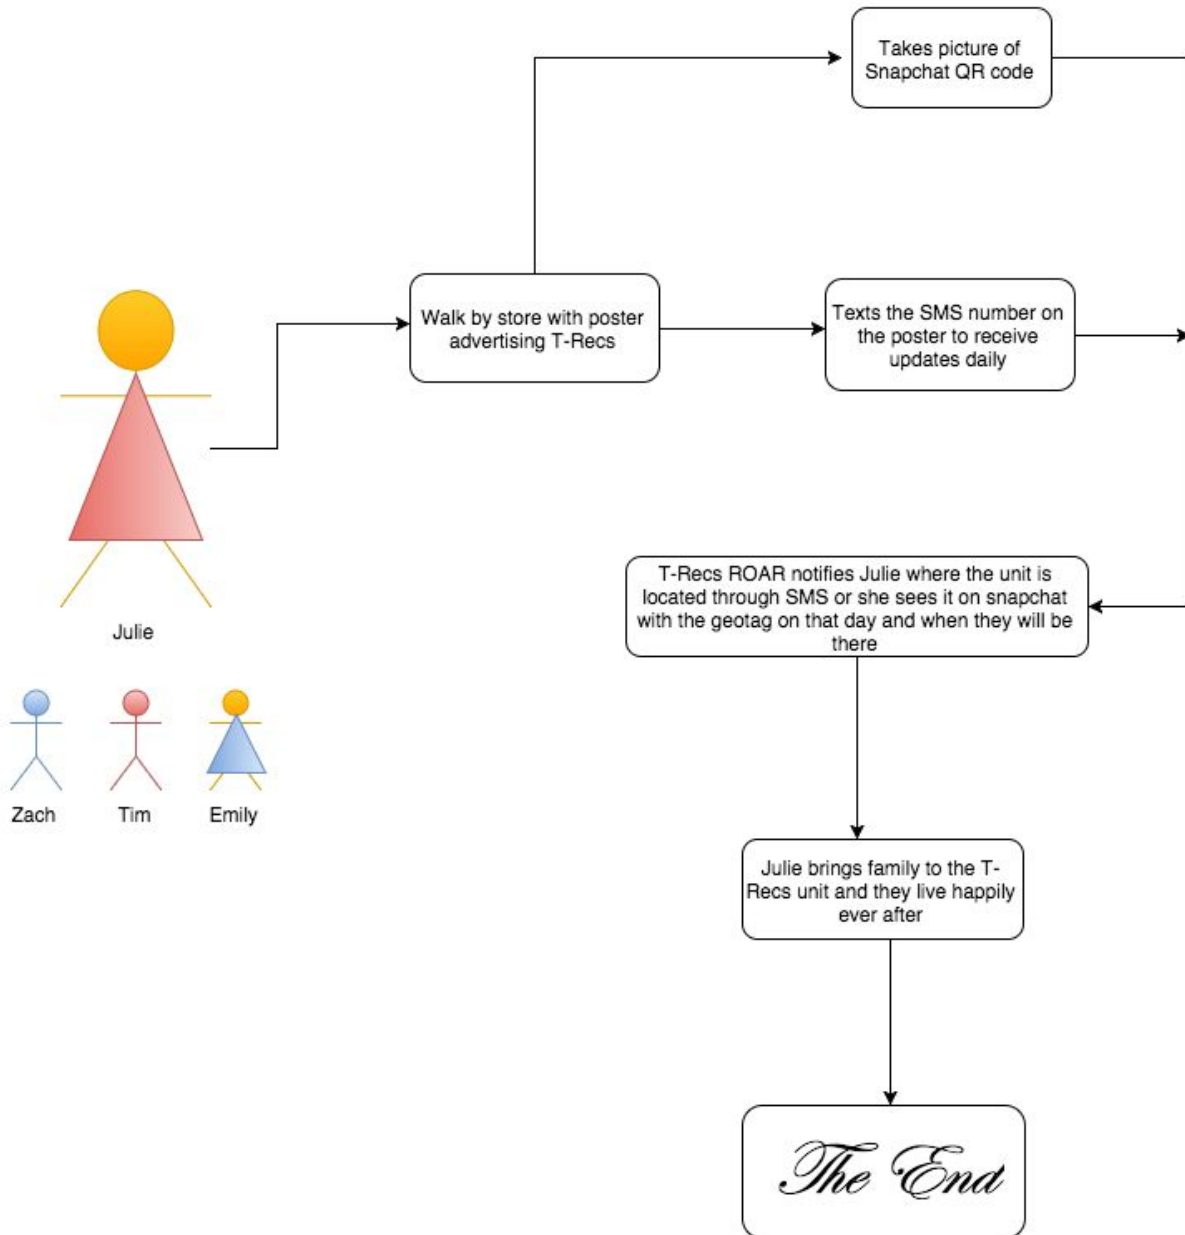 Takes picture of
Snapchat QR code
Walk by store with poster
advertising T-Recs
Texts the SMS number on
the poster to receive
updates daily
Julie
T-Recs ROAR notifies Julie where the unit is
located through SMS or she sees it on snapchat
with the geotag on that day and when they will be
there
Zach
Tim
Emily
Julie brings family to the T-
Recs unit and they live happily
ever after
The End